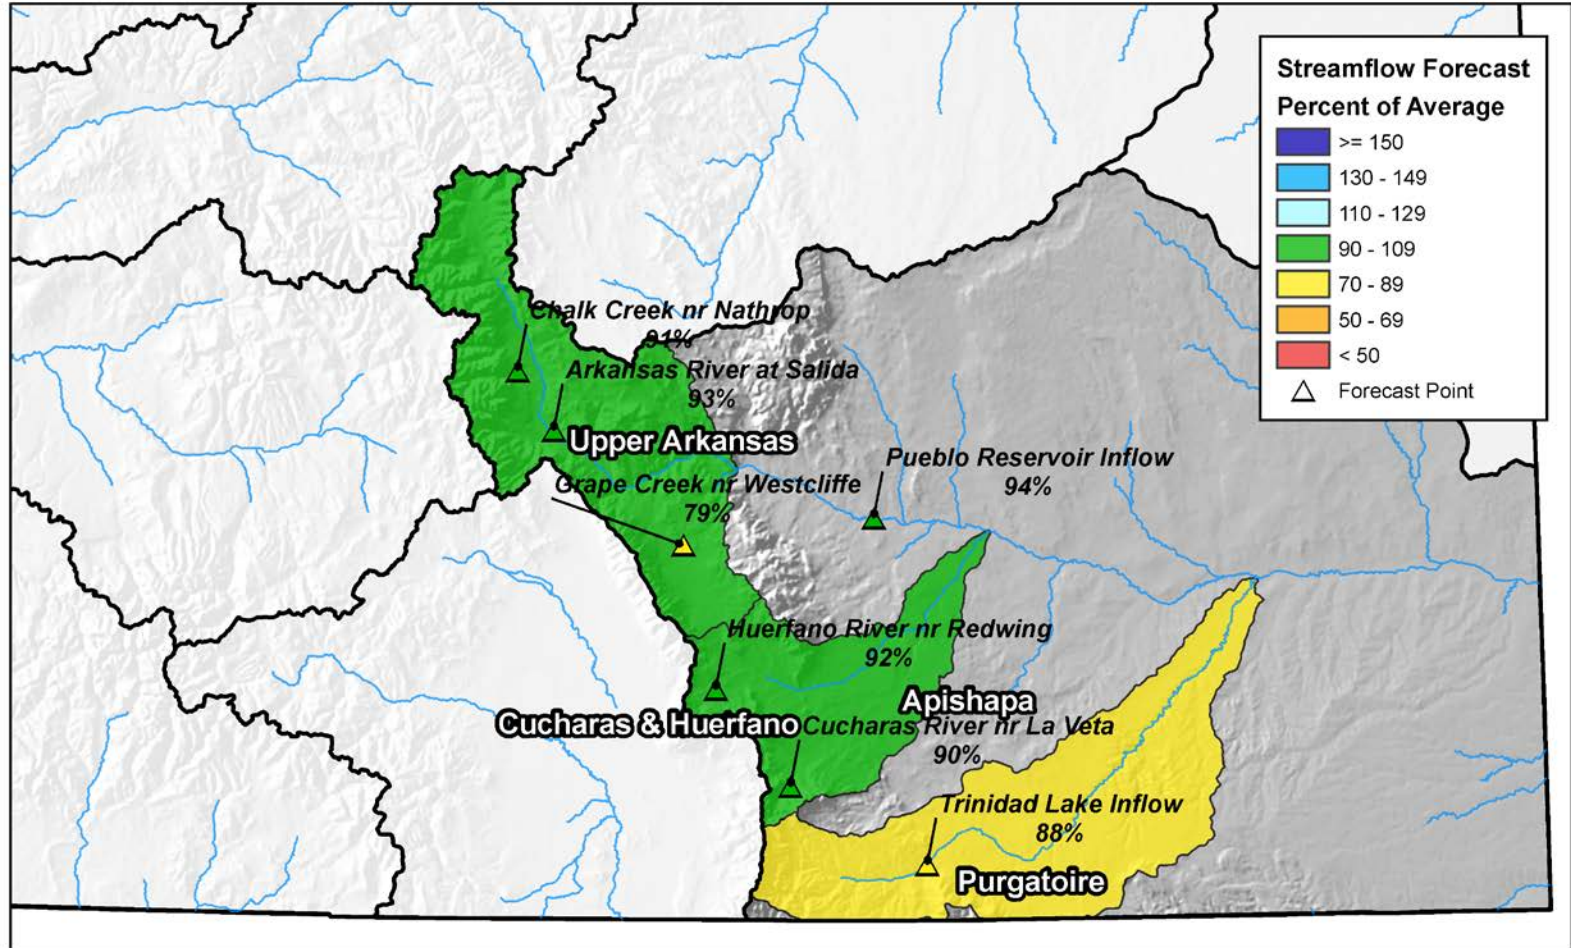 Streamflow Forecast
Percent of Average
>= 150
130 - 149
110 - 129
90 - 109
70 - 89
50 - 69
< 50
Forecast Point
Chalk Creek nr Nathrop
91%
Arkansas River at Salida
93%
Upper Arkansas
Pueblo Reservoir Inflow
94%
Grape Creek nr Westcliffe
79%
Huerfano River nr Redwing
92%
Apishapa
Cucharas & Huerfano
Cucharas River nr La Veta
90%
Trinidad Lake Inflow
88%
Purgatoire